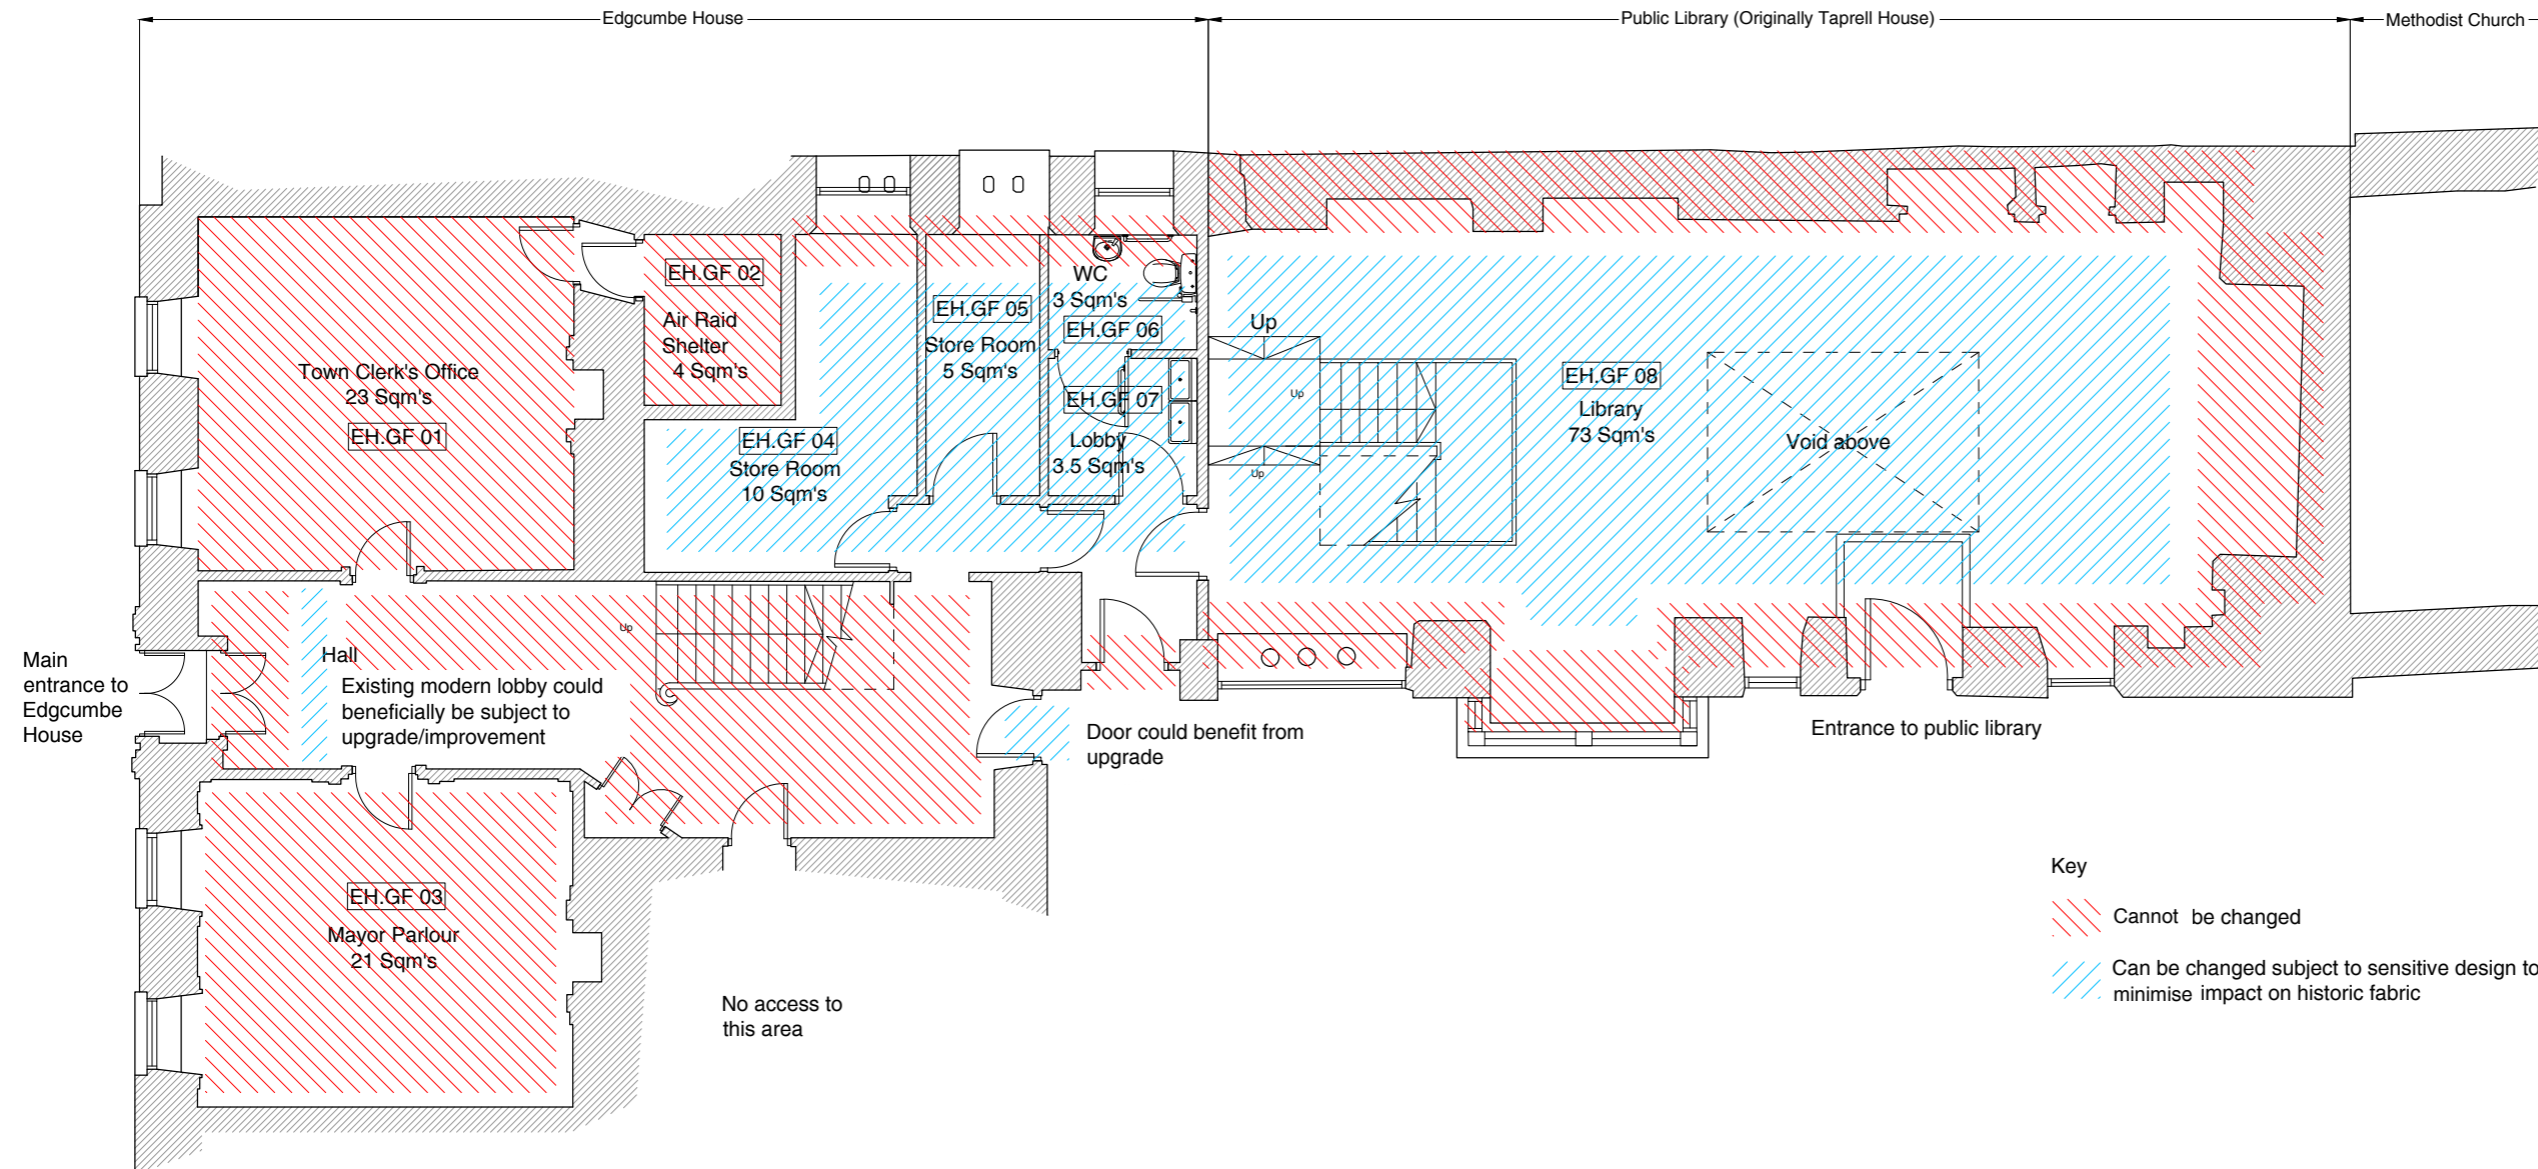 Edgcumbe House
Public Library (Originally Taprell House)
Methodist Church
EH.GF 02
Air Raid
Shelter
4 Sqm's
Town Clerk's Office
23 Sqm's
EH.GF 01
EH.GF 04
Store Room
10 Sqm's
EH.GF 05
Store Room
5 Sqm's
WC
3 Sqm's
EH.GF 06
EH.GF 07
Lobby
3.5 Sqm's
Up
Up
Up
EH.GF 08
Library
73 Sqm's
Void above
Up
Main
entrance to
Edgcumbe
House
Hall
Existing modern lobby could
beneficially be subject to
upgrade/improvement
Door could benefit from
upgrade
Entrance to public library
EH.GF 03
Mayor Parlour
21 Sqm's
No access to
this area
Key
Cannot be changed
Can be changed subject to sensitive design to
minimise impact on historic fabric